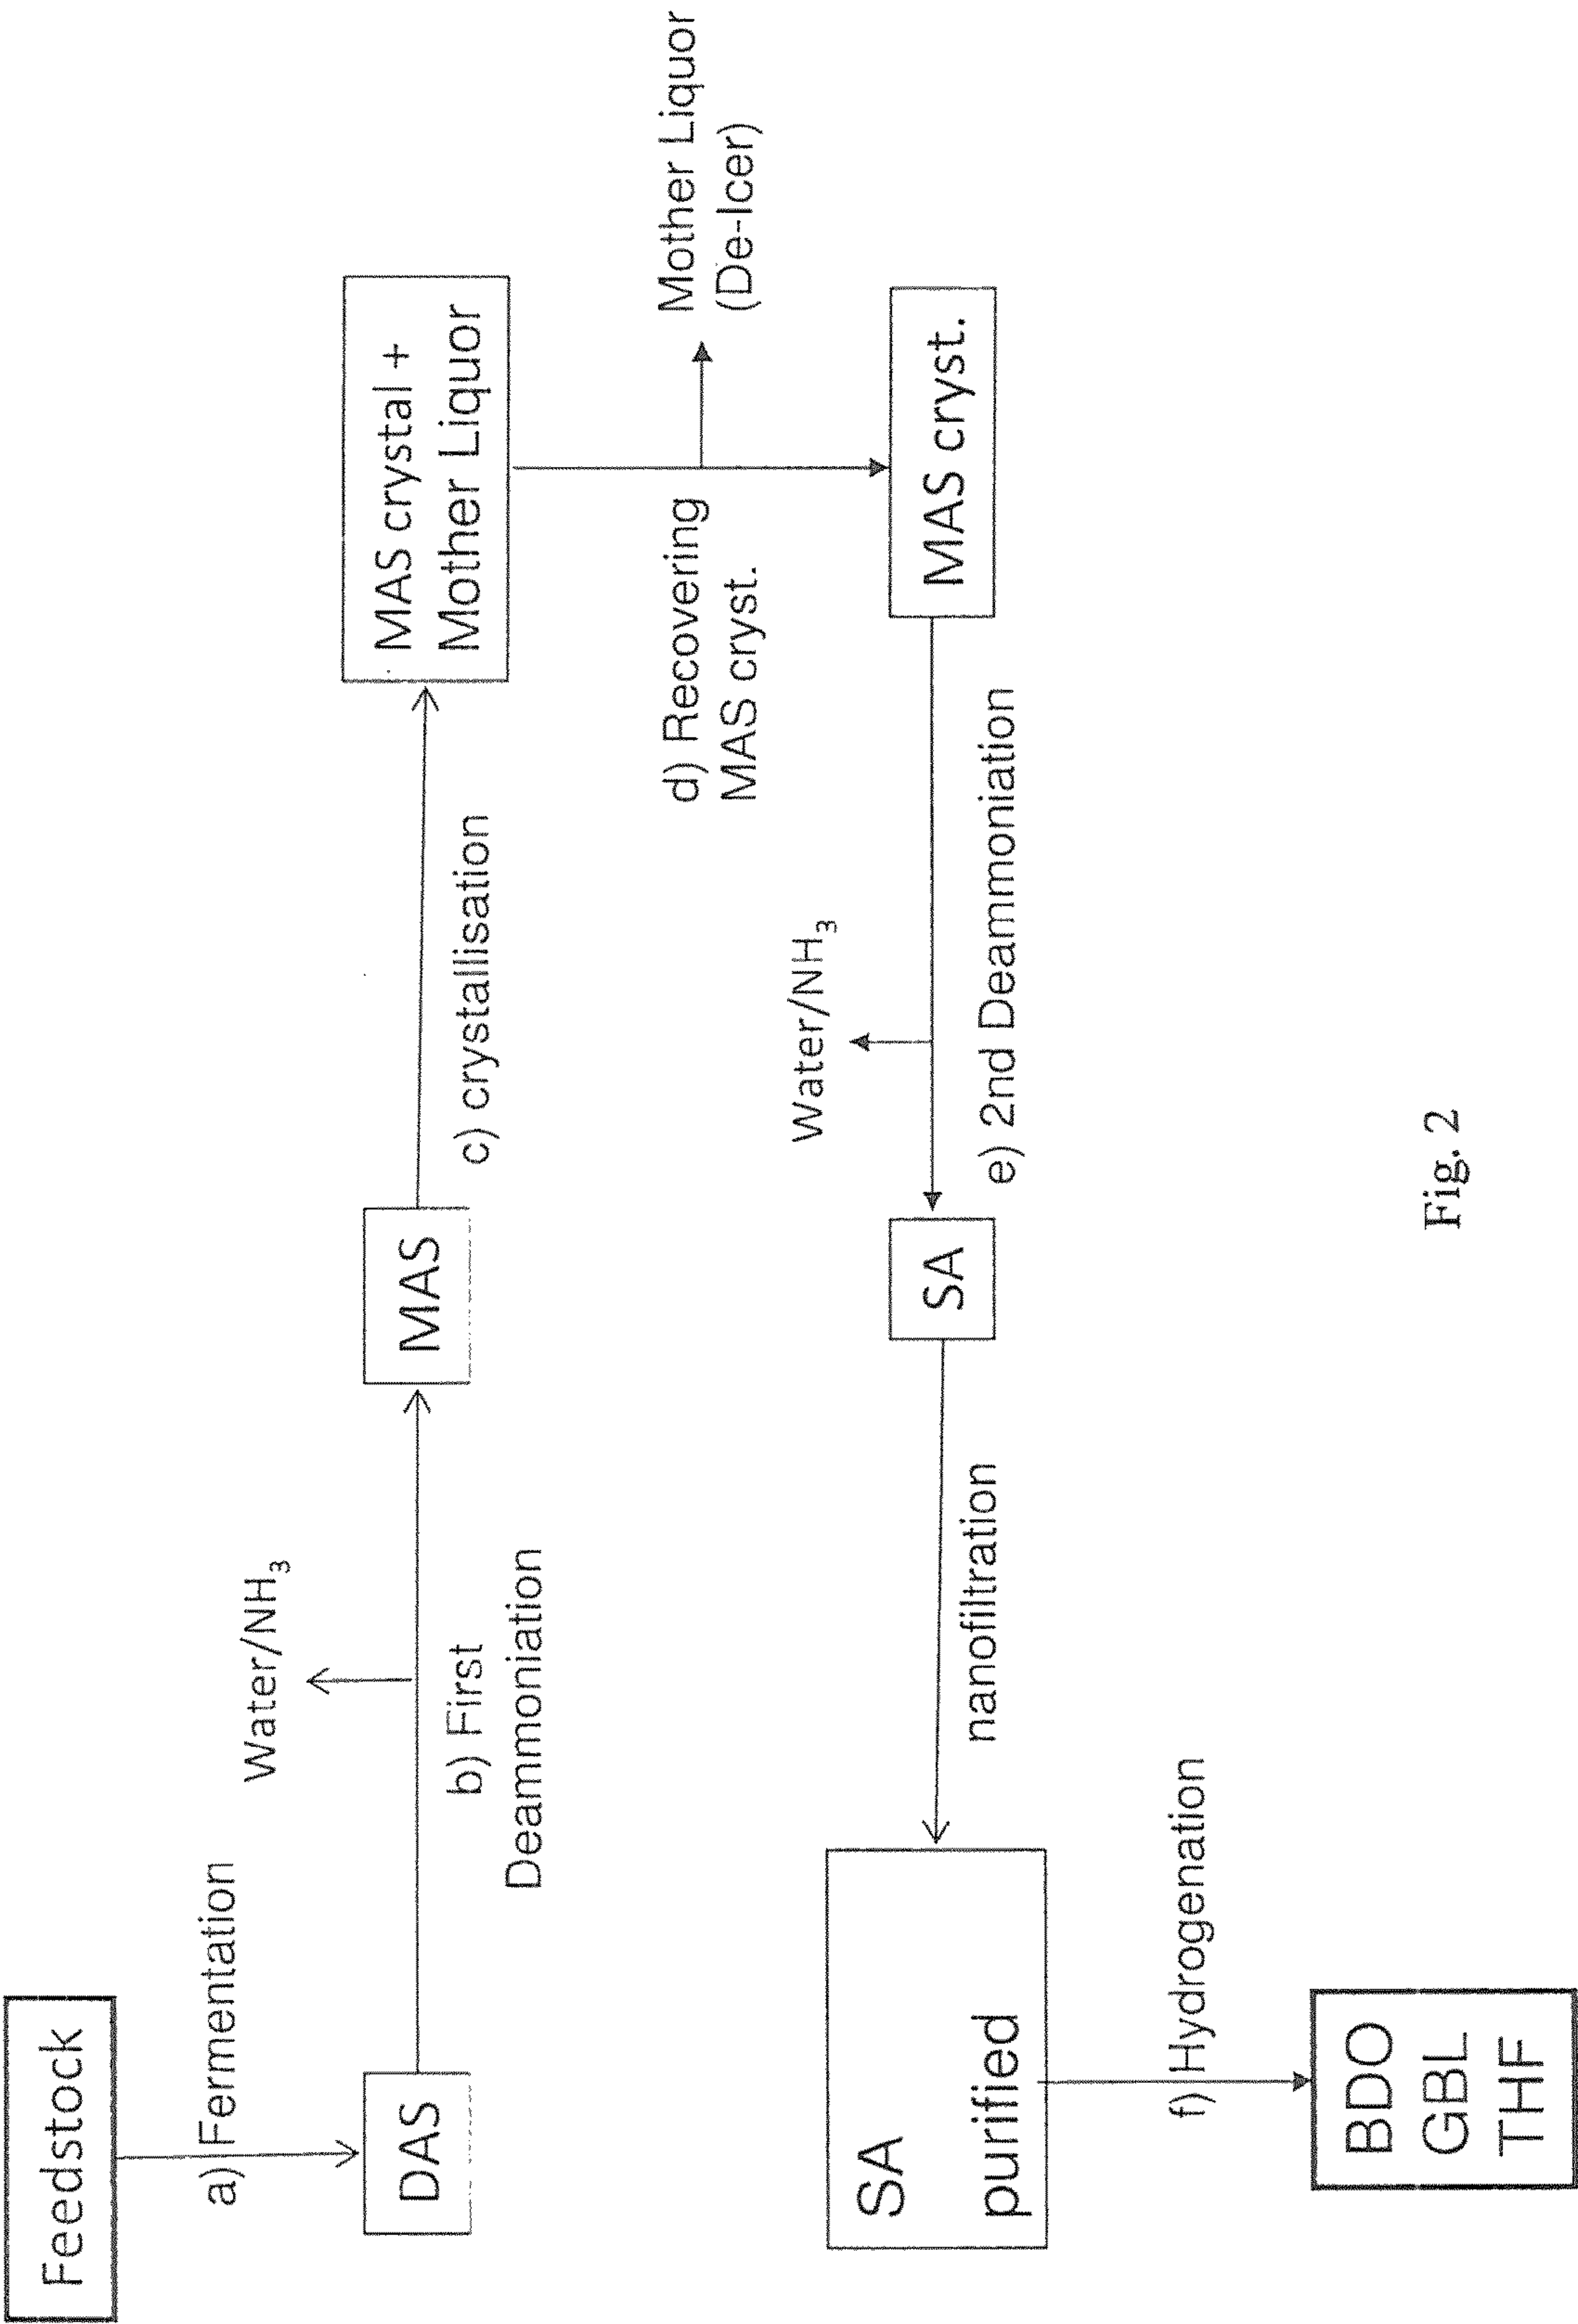 Feedstock
a) Fermentation
DAS
Water/NH₃
b) First
Deammoniation
MAS
c) crystallisation
MAS crystal +
Mother Liquor
d) Recovering
MAS cryst.
Mother Liquor
(De-Icer)
MAS cryst.
Water/NH₃
e) 2nd Deammoniation
SA
nanofiltration
SA
purified
f) Hydrogenation
BDO
GBL
THF
Fig. 2